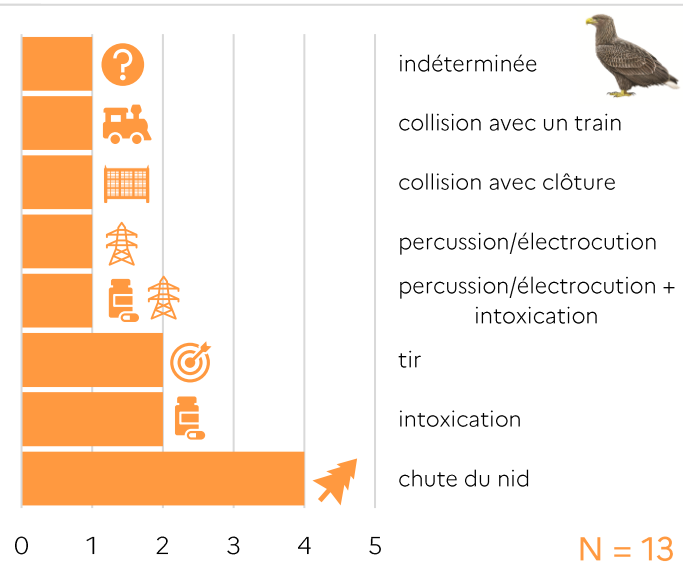 ?
indéterminée
collision avec un train
collision avec clôture
percussion/électrocution
percussion/électrocution +
intoxication
tir
intoxication
chute du nid
0 1 2 3 4 5
N = 13